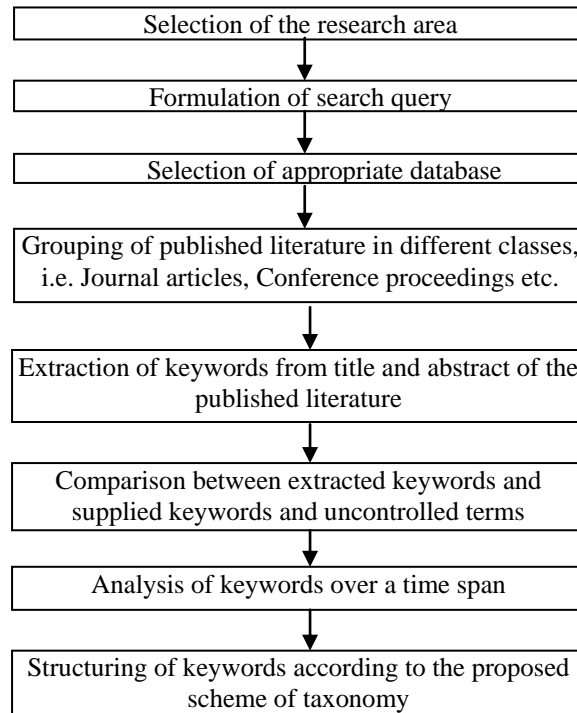 Selection of the research area
Formulation of search query
Selection of appropriate database
Grouping of published literature in different classes,
i.e. Journal articles, Conference proceedings etc.
Extraction of keywords from title and abstract of the
published literature
Comparison between extracted keywords and
supplied keywords and uncontrolled terms
Analysis of keywords over a time span
Structuring of keywords according to the proposed
scheme of taxonomy